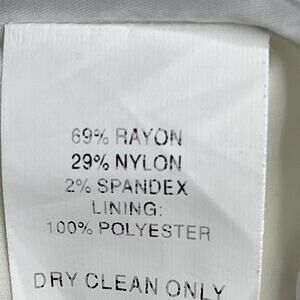 69% RAYON
29% NYLON
2% SPANDEX
LINING:
100% POLYESTER
DRY CLEAN ONLY